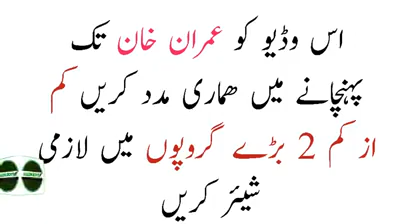 اس وڈیو کو عمران خان تک
پہنچانے میں ھماری مدد کریں کم
از کم 2 بڑے گروپوں میں لازمی
شیئر کریں